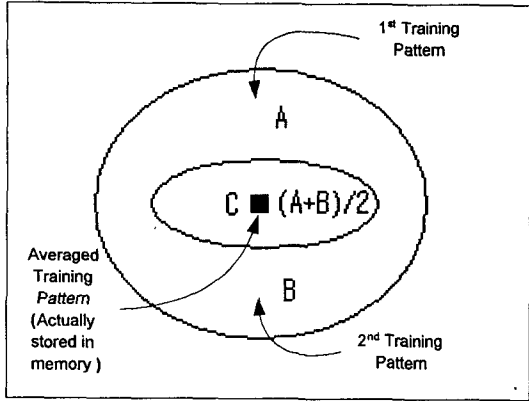 1st Training
Pattern
A
C (A+B)/2
Averaged
Training
Pattern
(Actually
stored in
memory )
B
2nd Training
Pattern